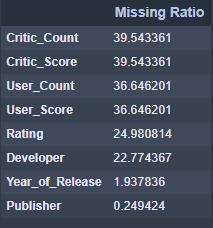 Missing Ratio
Critic_Count 39.543361
Critic_Score 39.543361
User_Count 36.646201
User_Score 36.646201
Rating 24.980814
Developer 22.774367
Year_of_Release 1.937836
Publisher 0.249424